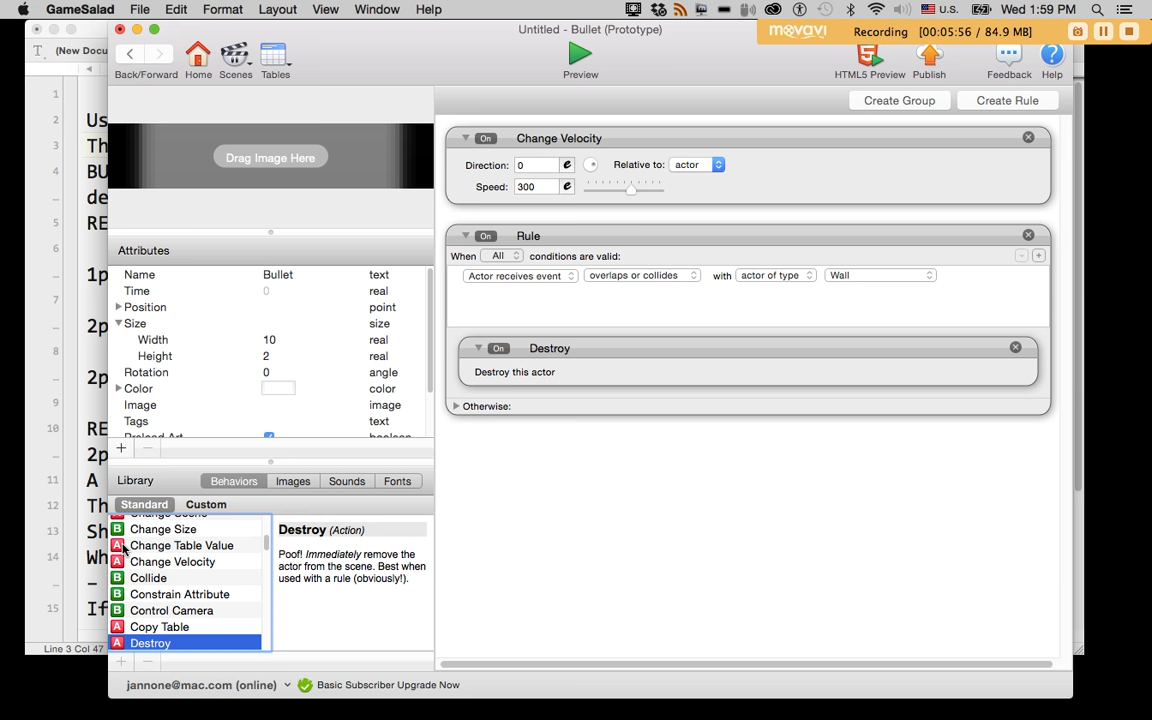 GameSalad File Edit Format Layout View Window Help U.S. Wed 1:59 PM
Untitled - Bullet (Prototype)
movavi Recording [00:05:56 / 84.9 MB]
(New Docu
Back/Forward Home Scenes Tables Preview HTML5 Preview Publish Feedback Help
Create Group Create Rule
Drag Image Here
On Change Velocity
Direction: 0 e Relative to: actor
Speed: 300 e
On Rule
When All conditions are valid:
Actor receives event overlaps or collides with actor of type Wall
On Destroy
Destroy this actor
Otherwise:
Attributes
Name Bullet text
Time 0 real
Position point
Size size
Width 10 real
Height 2 real
Rotation 0 angle
Color color
Image image
Tags text
Preload Art boolean
+ −
Library Behaviors Images Sounds Fonts
Standard Custom
Change Scene
B Change Size
A Change Table Value
A Change Velocity
B Collide
B Constrain Attribute
B Control Camera
A Copy Table
A Destroy
Destroy (Action)
Poof! Immediately remove the
actor from the scene. Best when
used with a rule (obviously!).
jannone@mac.com (online) Basic Subscriber Upgrade Now
1
2 Us
3 Th
4 BU
de
5 RE
6
1p
7
2p
8
2p
9
10 RE
2p
11 A
12 Th
13 Sh
14 Wh
–
15 If
Line 3 Col 47